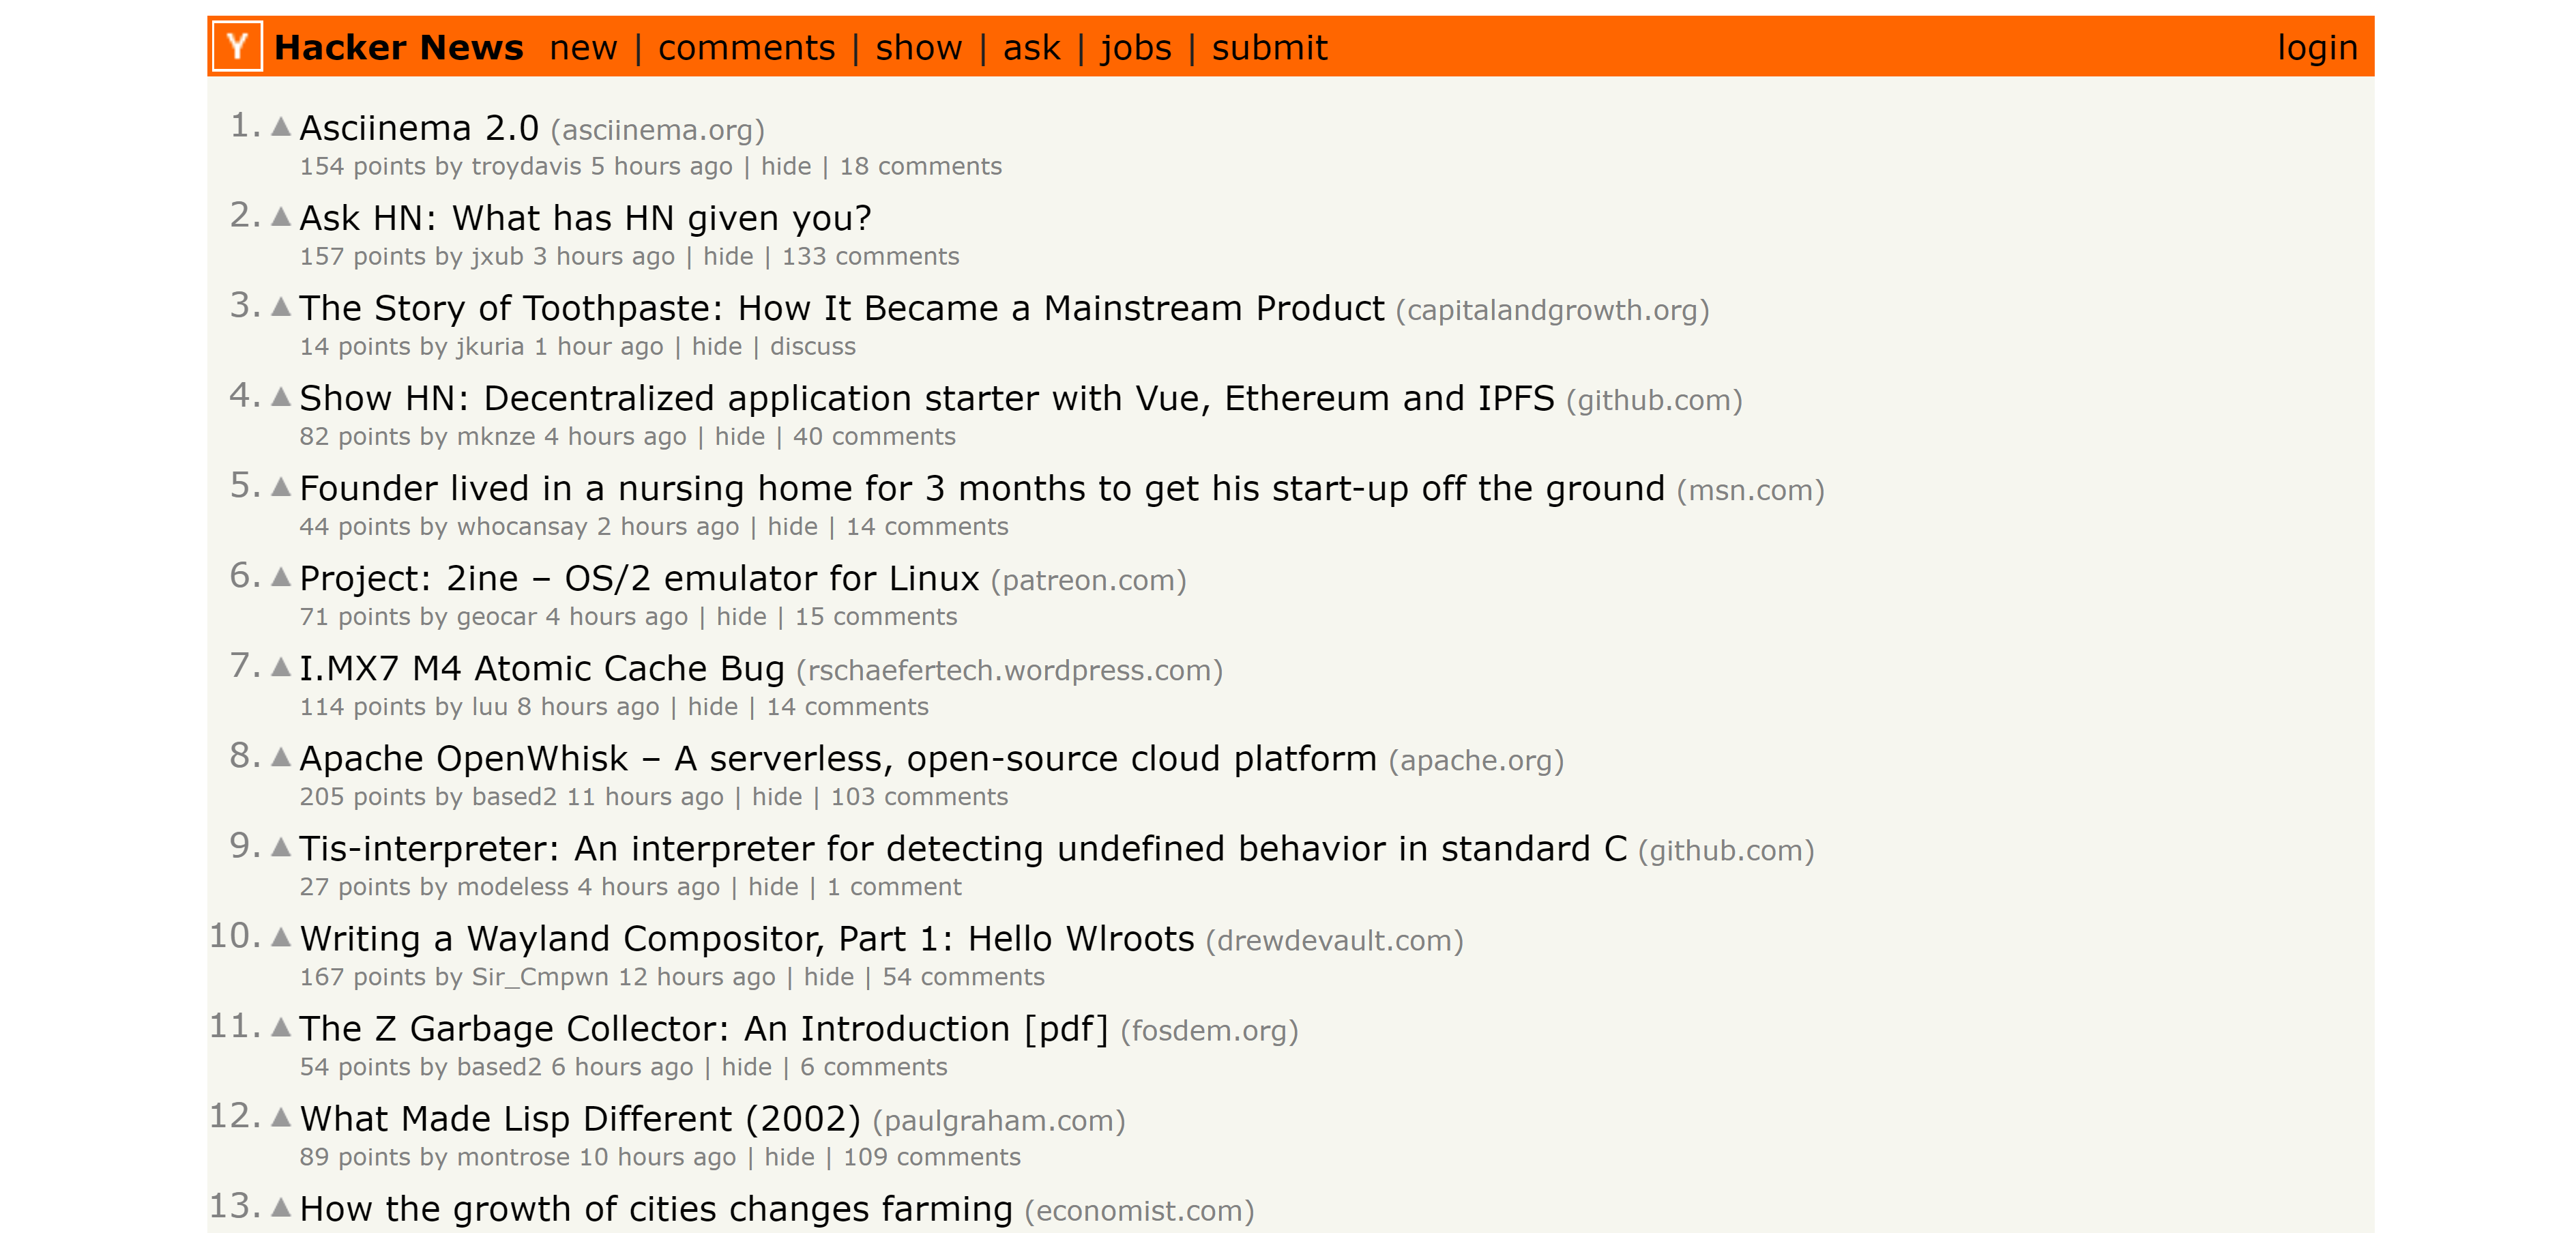 Y Hacker News new | comments | show | ask | jobs | submit login
1. ▲ Asciinema 2.0 (asciinema.org)
154 points by troydavis 5 hours ago | hide | 18 comments
2. ▲ Ask HN: What has HN given you?
157 points by jxub 3 hours ago | hide | 133 comments
3. ▲ The Story of Toothpaste: How It Became a Mainstream Product (capitalandgrowth.org)
14 points by jkuria 1 hour ago | hide | discuss
4. ▲ Show HN: Decentralized application starter with Vue, Ethereum and IPFS (github.com)
82 points by mknze 4 hours ago | hide | 40 comments
5. ▲ Founder lived in a nursing home for 3 months to get his start-up off the ground (msn.com)
44 points by whocansay 2 hours ago | hide | 14 comments
6. ▲ Project: 2ine – OS/2 emulator for Linux (patreon.com)
71 points by geocar 4 hours ago | hide | 15 comments
7. ▲ I.MX7 M4 Atomic Cache Bug (rschaefertech.wordpress.com)
114 points by luu 8 hours ago | hide | 14 comments
8. ▲ Apache OpenWhisk – A serverless, open-source cloud platform (apache.org)
205 points by based2 11 hours ago | hide | 103 comments
9. ▲ Tis-interpreter: An interpreter for detecting undefined behavior in standard C (github.com)
27 points by modeless 4 hours ago | hide | 1 comment
10. ▲ Writing a Wayland Compositor, Part 1: Hello Wlroots (drewdevault.com)
167 points by Sir_Cmpwn 12 hours ago | hide | 54 comments
11. ▲ The Z Garbage Collector: An Introduction [pdf] (fosdem.org)
54 points by based2 6 hours ago | hide | 6 comments
12. ▲ What Made Lisp Different (2002) (paulgraham.com)
89 points by montrose 10 hours ago | hide | 109 comments
13. ▲ How the growth of cities changes farming (economist.com)